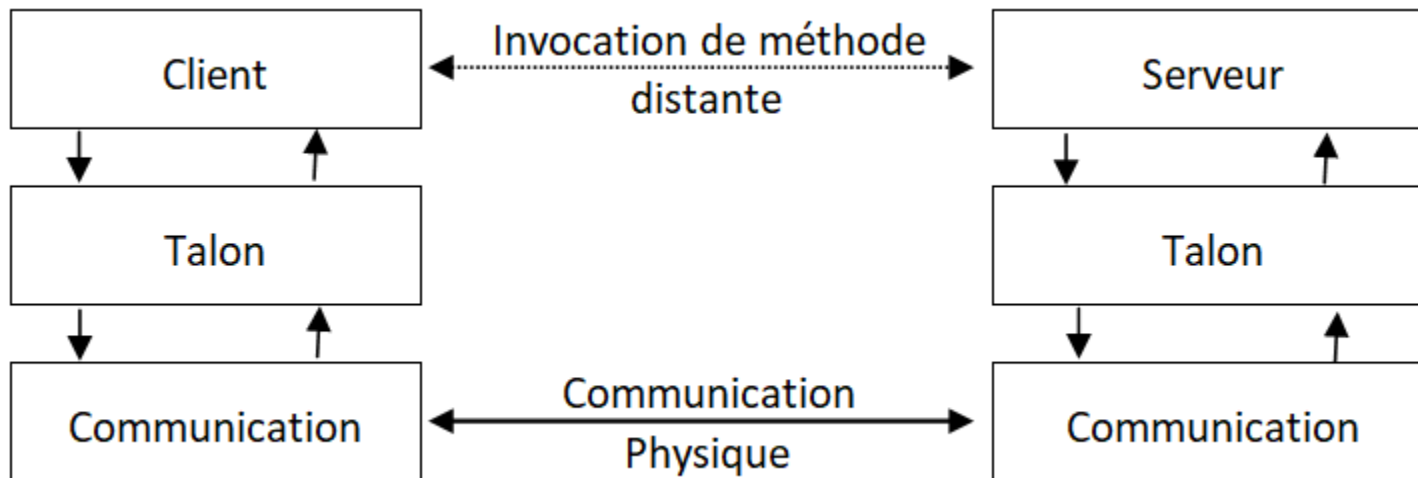 Client
Invocation de méthode
distante
Serveur
Talon
Talon
Communication
Communication
Physique
Communication